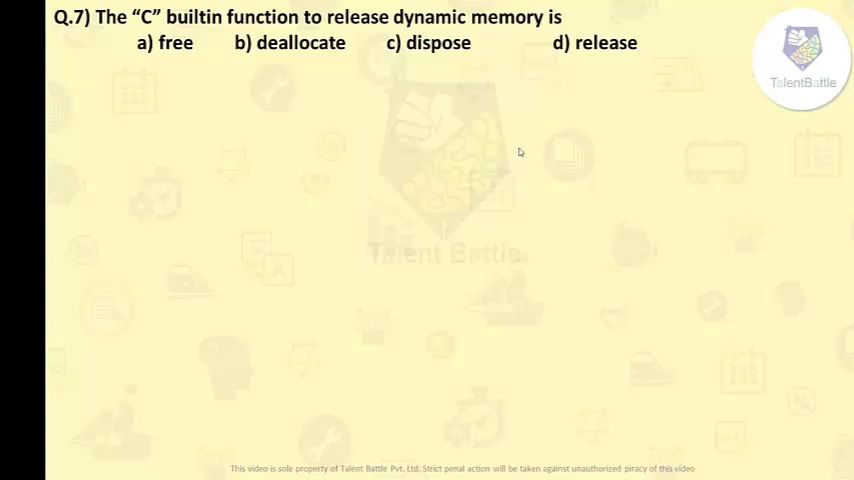 Q.7) The “C” builtin function to release dynamic memory is
a) free b) deallocate c) dispose d) release
TalentBattle
Talent Battle
A
This video is sole property of Talent Battle Pvt. Ltd. Strict penal action will be taken against unauthorized piracy of this video